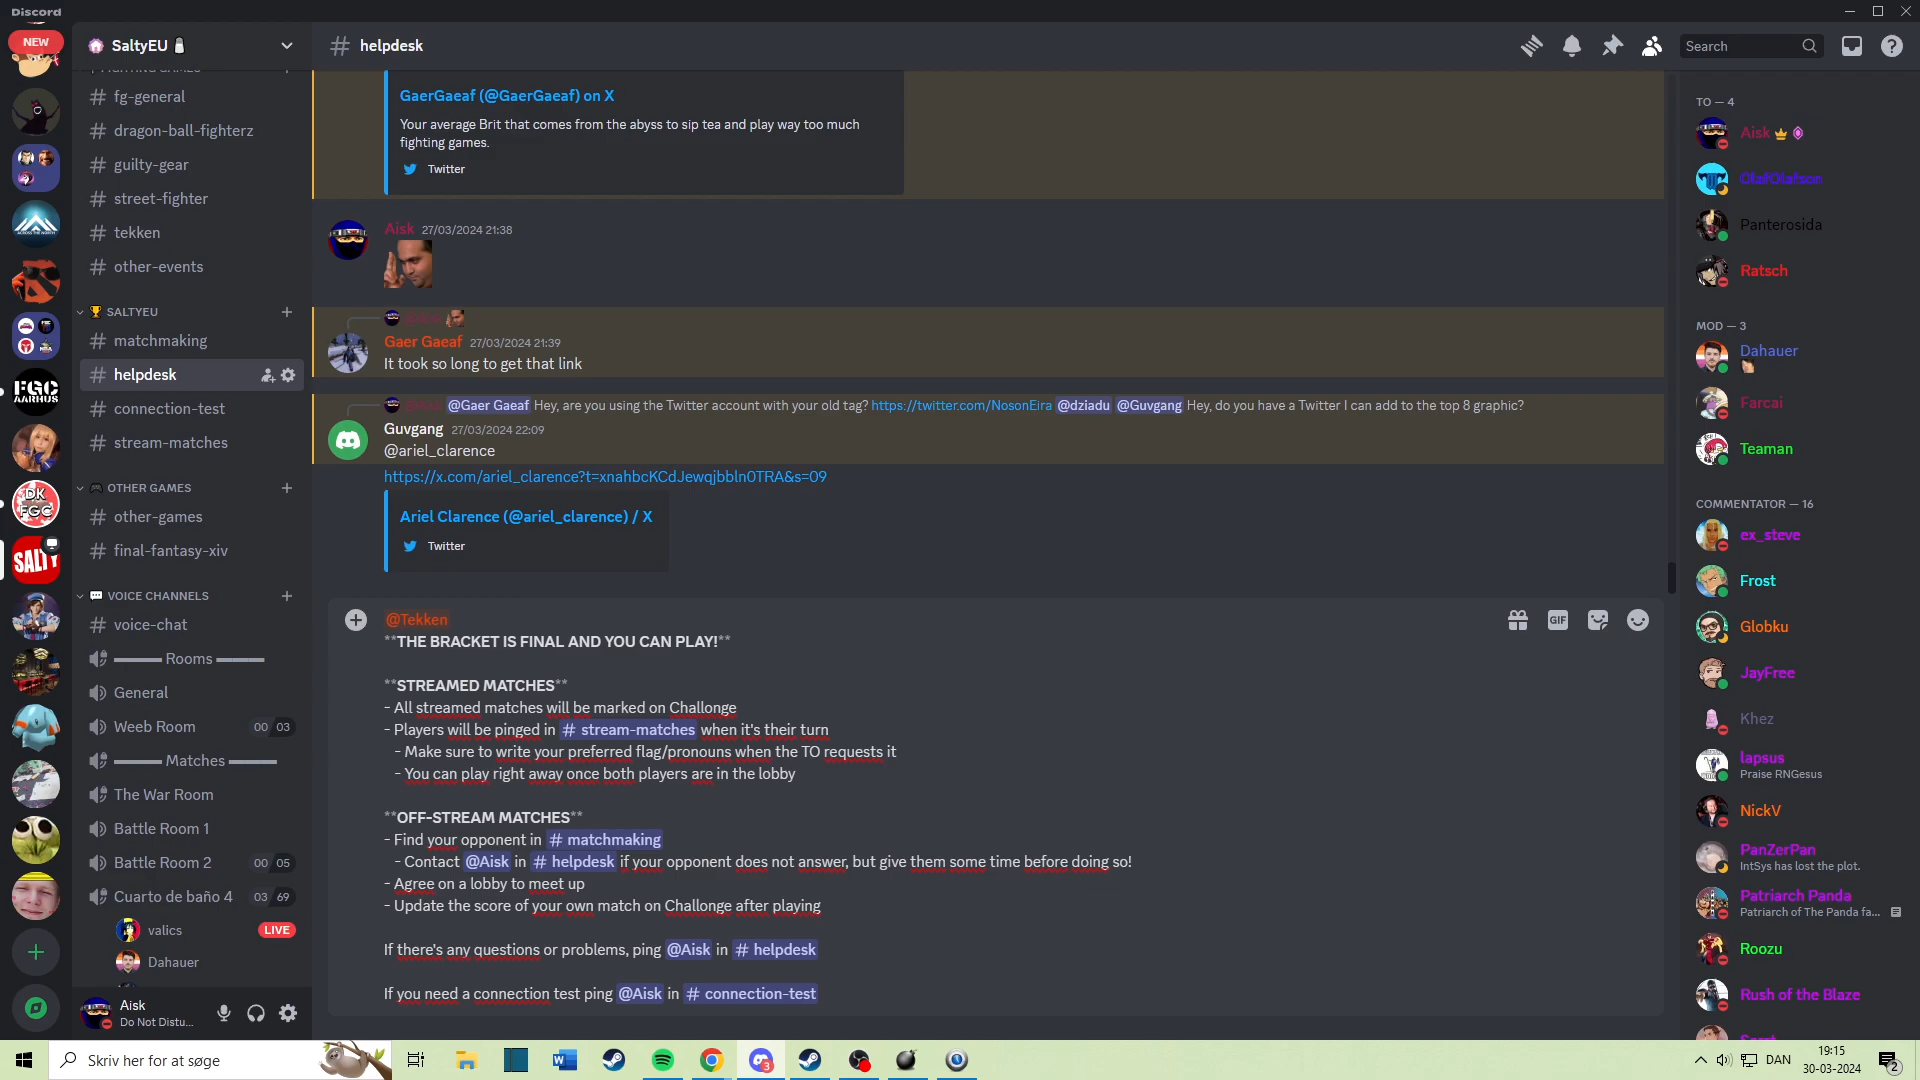 Discord
NEW
SaltyEU
fg-general
dragon-ball-fighterz
guilty-gear
street-fighter
tekken
other-events
SALTYEU
matchmaking
helpdesk
connection-test
stream-matches
OTHER GAMES
other-games
final-fantasy-xiv
VOICE CHANNELS
voice-chat
Rooms
General
Weeb Room 00 03
Matches
The War Room
Battle Room 1
Battle Room 2 00 05
Cuarto de baño 4 03 69
valics LIVE
Dahauer
Aisk
Do Not Distu...
FGC
AARHUS
DK
FGC
SALTY
# helpdesk
Search
GaerGaeaf (@GaerGaeaf) on X
Your average Brit that comes from the abyss to sip tea and play way too much
fighting games.
Twitter
Aisk 27/03/2024 21:38
Gaer Gaeaf 27/03/2024 21:39
It took so long to get that link
@Gaer Gaeaf Hey, are you using the Twitter account with your old tag? https://twitter.com/NosonEira @dziadu @Guvgang Hey, do you have a Twitter I can add to the top 8 graphic?
Guvgang 27/03/2024 22:09
@ariel_clarence
https://x.com/ariel_clarence?t=xnahbcKCdJewqjbbln0TRA&s=09
Ariel Clarence (@ariel_clarence) / X
Twitter
@Tekken
**THE BRACKET IS FINAL AND YOU CAN PLAY!**
**STREAMED MATCHES**
- All streamed matches will be marked on Challonge
- Players will be pinged in # stream-matches when it's their turn
- Make sure to write your preferred flag/pronouns when the TO requests it
- You can play right away once both players are in the lobby
**OFF-STREAM MATCHES**
- Find your opponent in # matchmaking
- Contact @Aisk in # helpdesk if your opponent does not answer, but give them some time before doing so!
- Agree on a lobby to meet up
- Update the score of your own match on Challonge after playing
If there's any questions or problems, ping @Aisk in # helpdesk
If you need a connection test ping @Aisk in # connection-test
GIF
TO — 4
Aisk
OlafOlafson
Panterosida
Ratsch
MOD — 3
Dahauer
Farcai
Teaman
COMMENTATOR — 16
ex_steve
Frost
Globku
JayFree
Khez
lapsus
Praise RNGesus
NickV
PanZerPan
IntSys has lost the plot.
Patriarch Panda
Patriarch of The Panda fa...
Roozu
Rush of the Blaze
Skriv her for at søge
DAN
19:15
30-03-2024
2